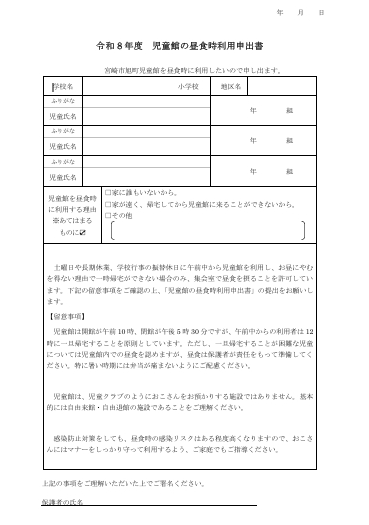 年　月　日
令和８年度　児童館の昼食時利用申出書
宮崎市旭町児童館を昼食時に利用したいので申し出ます。
学校名　小学校　地区名
ふりがな
児童氏名　年　組
ふりがな
児童氏名　年　組
ふりがな
児童氏名　年　組
児童館を昼食時
に利用する理由
※あてはまる
ものに☑
□家に誰もいないから。
□家が遠く、帰宅してから児童館に来ることができないから。
□その他
土曜日や長期休業、学校行事の振替休日に午前中から児童館を利用し、お昼にやむ
を得ない理由で一時帰宅ができない場合のみ、集会室で昼食を摂ることを許可してい
ます。下記の留意事項をご確認の上、「児童館の昼食時利用申出書」の提出をお願いし
ます。
【留意事項】
児童館は開館が午前 10 時、閉館が午後 5 時 30 分ですが、午前中からの利用者は 12
時に一旦帰宅することを原則としています。ただし、一旦帰宅することが困難な児童
については児童館内での昼食を認めますが、昼食は保護者が責任をもって準備してく
ださい。特に暑い時期には弁当が痛まないようにご配慮ください。
児童館は、児童クラブのようにおこさんをお預かりする施設ではありません。基本
的には自由来館・自由退館の施設であることをご理解ください。
感染防止対策をしても、昼食時の感染リスクはある程度高くなりますので、おこさ
んにはマナーをしっかり守って利用するよう、ご家庭でもご指導ください。
上記の事項をご理解いただいた上でご署名ください。
保護者の氏名